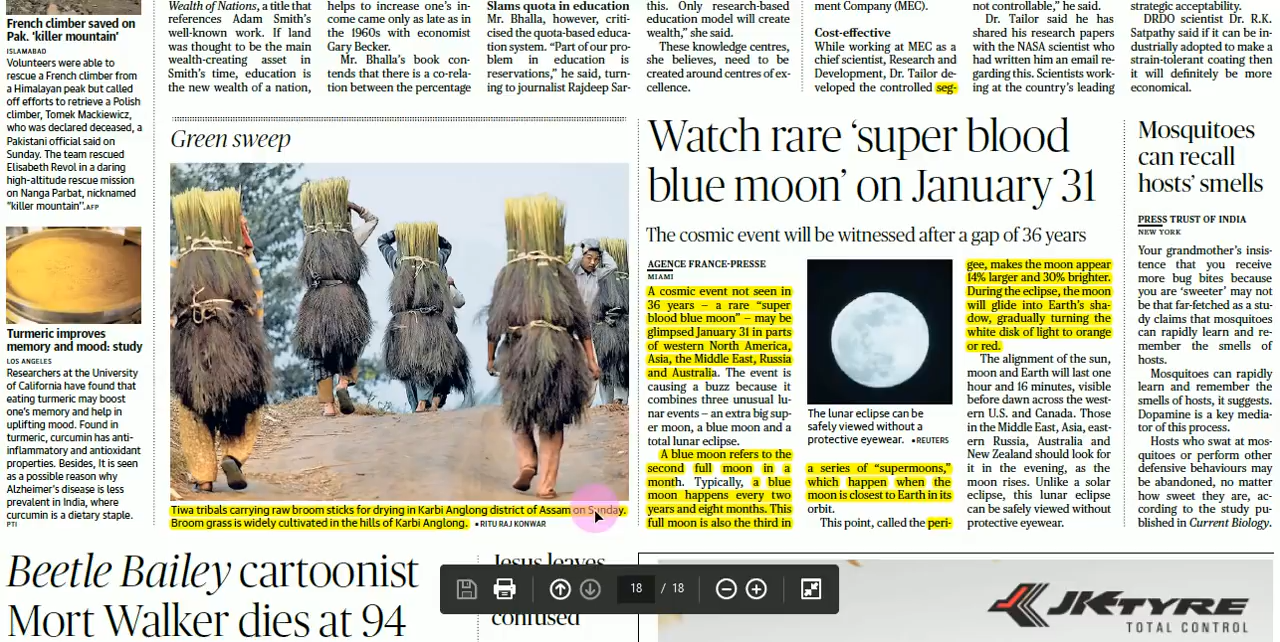 French climber saved on
Pak. ‘killer mountain’
ISLAMABAD
Volunteers were able to
rescue a French climber from
a Himalayan peak but called
off efforts to retrieve a Polish
climber, Tomek Mackiewicz,
who was declared deceased, a
Pakistani official said on
Sunday. The team rescued
Elisabeth Revol in a daring
high-altitude rescue mission
on Nanga Parbat, nicknamed
“killer mountain”. AFP
Turmeric improves
memory and mood: study
LOS ANGELES
Researchers at the University
of California have found that
eating turmeric may boost
one’s memory and help in
uplifting mood. Found in
turmeric, curcumin has anti-
inflammatory and antioxidant
properties. Besides, It is seen
as a possible reason why
Alzheimer’s disease is less
prevalent in India, where
curcumin is a dietary staple.
PTI
Wealth of Nations, a title that
references Adam Smith’s
well-known work. If land
was thought to be the main
wealth-creating asset in
Smith’s time, education is
the new wealth of a nation,
helps to increase one’s in-
come came only as late as in
the 1960s with economist
Gary Becker.
Mr. Bhalla’s book con-
tends that there is a co-rela-
tion between the percentage
Slams quota in education
Mr. Bhalla, however, criti-
cised the quota-based educa-
tion system. “Part of our pro-
blem in education is
reservations,” he said, turn-
ing to journalist Rajdeep Sar-
this. Only research-based
education model will create
wealth,” she said.
These knowledge centres,
she believes, need to be
created around centres of ex-
cellence.
ment Company (MEC).
Cost-effective
While working at MEC as a
chief scientist, Research and
Development, Dr. Tailor de-
veloped the controlled seg-
not controllable,” he said.
Dr. Tailor said he has
shared his research papers
with the NASA scientist who
had written him an email re-
garding this. Scientists work-
ing at the country’s leading
strategic acceptability.
DRDO scientist Dr. R.K.
Satpathy said if it can be in-
dustrially adopted to make a
strain-tolerant coating then
it will definitely be more
economical.
Green sweep
Tiwa tribals carrying raw broom sticks for drying in Karbi Anglong district of Assam on Sunday.
Broom grass is widely cultivated in the hills of Karbi Anglong. •RITU RAJ KONWAR
Watch rare ‘super blood
blue moon’ on January 31
The cosmic event will be witnessed after a gap of 36 years
AGENCE FRANCE-PRESSE
MIAMI
A cosmic event not seen in
36 years – a rare “super
blood blue moon” – may be
glimpsed January 31 in parts
of western North America,
Asia, the Middle East, Russia
and Australia. The event is
causing a buzz because it
combines three unusual lu-
nar events – an extra big sup-
er moon, a blue moon and a
total lunar eclipse.
A blue moon refers to the
second full moon in a
month. Typically, a blue
moon happens every two
years and eight months. This
full moon is also the third in
The lunar eclipse can be
safely viewed without a
protective eyewear. •REUTERS
a series of “supermoons,”
which happen when the
moon is closest to Earth in its
orbit.
This point, called the peri-
gee, makes the moon appear
14% larger and 30% brighter.
During the eclipse, the moon
will glide into Earth’s sha-
dow, gradually turning the
white disk of light to orange
or red.
The alignment of the sun,
moon and Earth will last one
hour and 16 minutes, visible
before dawn across the west-
ern U.S. and Canada. Those
in the Middle East, Asia, east-
ern Russia, Australia and
New Zealand should look for
it in the evening, as the
moon rises. Unlike a solar
eclipse, this lunar eclipse
can be safely viewed without
protective eyewear.
Mosquitoes
can recall
hosts’ smells
PRESS TRUST OF INDIA
NEW YORK
Your grandmother’s insis-
tence that you receive
more bug bites because
you are ‘sweeter’ may not
be that far-fetched as a stu-
dy claims that mosquitoes
can rapidly learn and re-
member the smells of
hosts.
Mosquitoes can rapidly
learn and remember the
smells of hosts, it suggests.
Dopamine is a key media-
tor of this process.
Hosts who swat at mos-
quitoes or perform other
defensive behaviours may
be abandoned, no matter
how sweet they are, ac-
cording to the study pu-
blished in Current Biology.
Beetle Bailey cartoonist
Mort Walker dies at 94
Jesus leaves
confused
18 / 18
JK TYRE
TOTAL CONTROL